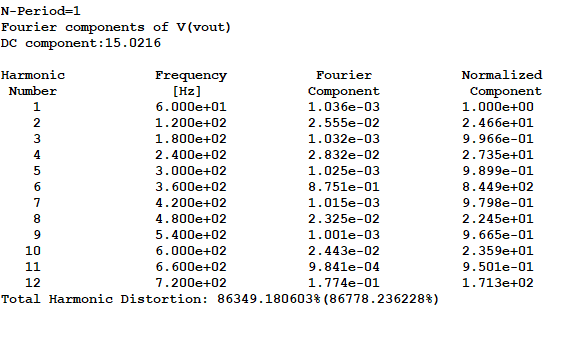 N-Period=1
Fourier components of V(vout)
DC component:15.0216
Harmonic Frequency Fourier Normalized
Number [Hz] Component Component
1 6.000e+01 1.036e-03 1.000e+00
2 1.200e+02 2.555e-02 2.466e+01
3 1.800e+02 1.032e-03 9.966e-01
4 2.400e+02 2.832e-02 2.735e+01
5 3.000e+02 1.025e-03 9.899e-01
6 3.600e+02 8.751e-01 8.449e+02
7 4.200e+02 1.015e-03 9.798e-01
8 4.800e+02 2.325e-02 2.245e+01
9 5.400e+02 1.001e-03 9.665e-01
10 6.000e+02 2.443e-02 2.359e+01
11 6.600e+02 9.841e-04 9.501e-01
12 7.200e+02 1.774e-01 1.713e+02
Total Harmonic Distortion: 86349.180603%(86778.236228%)